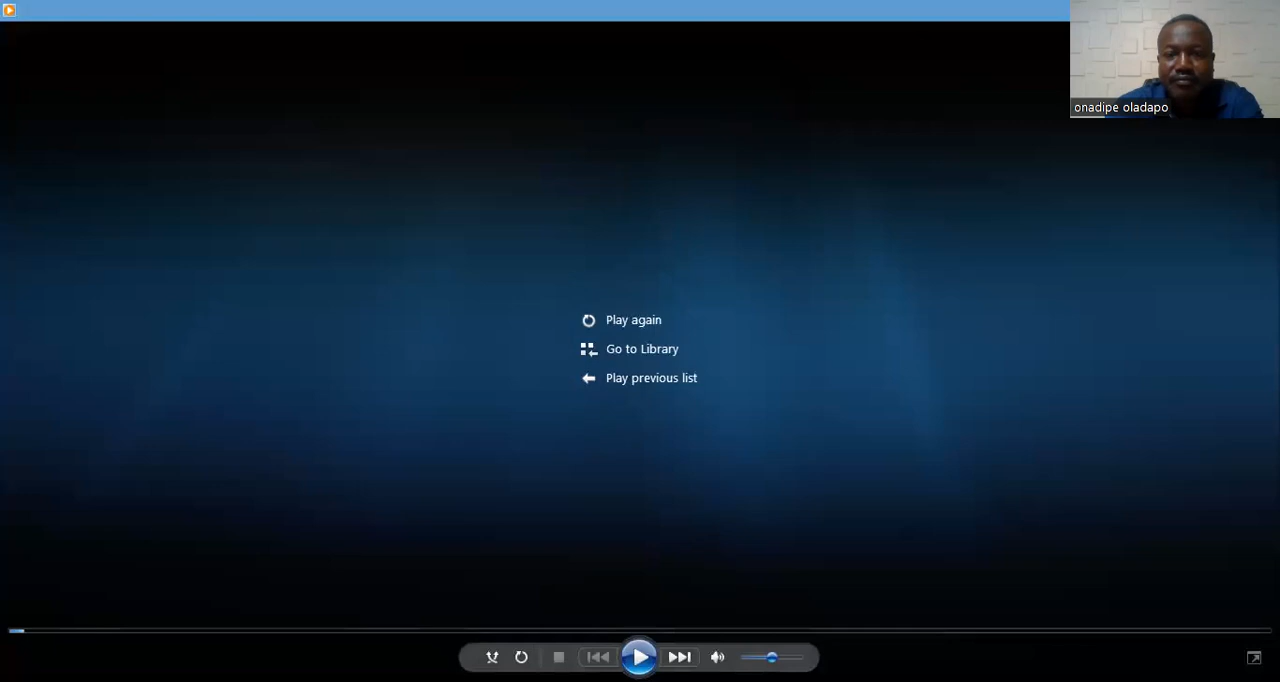 onadipe oladapo
Play again
Go to Library
Play previous list